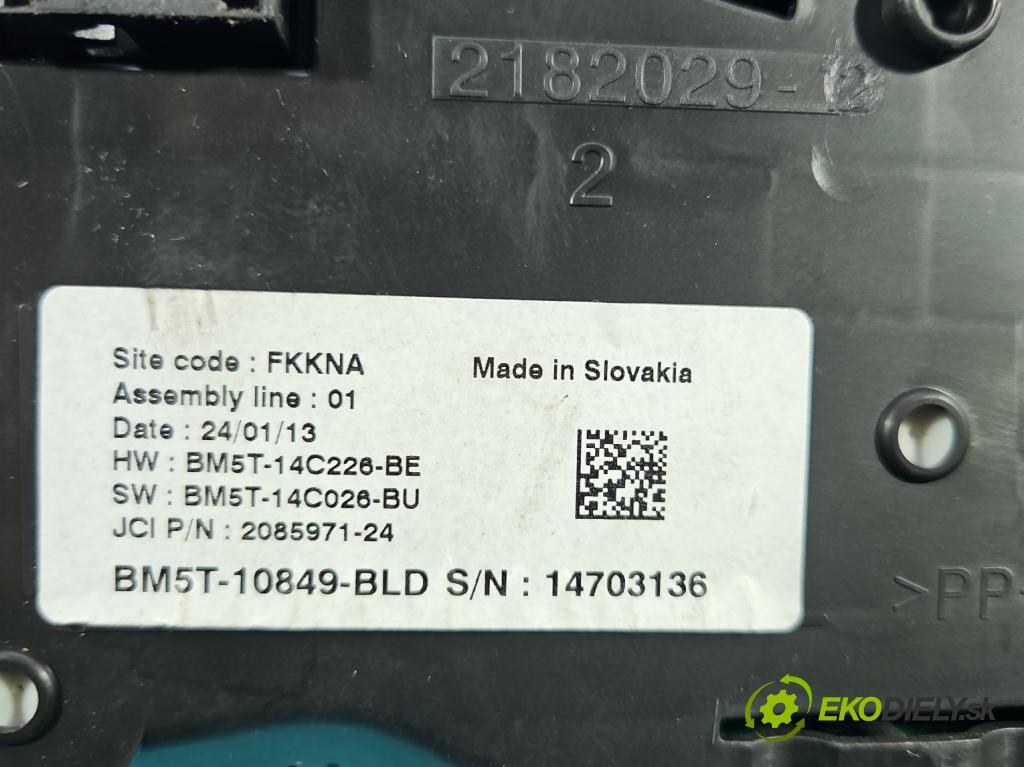 2182029-12
2
Site code : FKKNA
Made in Slovakia
Assembly line : 01
Date : 24/01/13
HW : BM5T-14C226-BE
SW : BM5T-14C026-BU
JCI P/N : 2085971-24
BM5T-10849-BLD S/N : 14703136
>PP
EKODIELY.sk